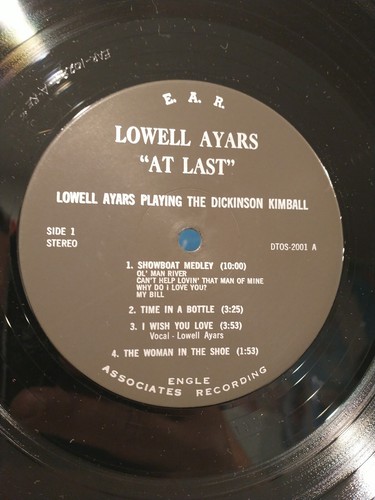 E. A. R.
LOWELL AYARS
"AT LAST"
LOWELL AYARS PLAYING THE DICKINSON KIMBALL
SIDE 1
STEREO
DTOS-2001 A
1. SHOWBOAT MEDLEY (10:00)
OL' MAN RIVER
CAN'T HELP LOVIN' THAT MAN OF MINE
WHY DO I LOVE YOU?
MY BILL
2. TIME IN A BOTTLE (3:25)
3. I WISH YOU LOVE (3:53)
Vocal - Lowell Ayars
4. THE WOMAN IN THE SHOE (1:53)
ENGLE
ASSOCIATES RECORDING